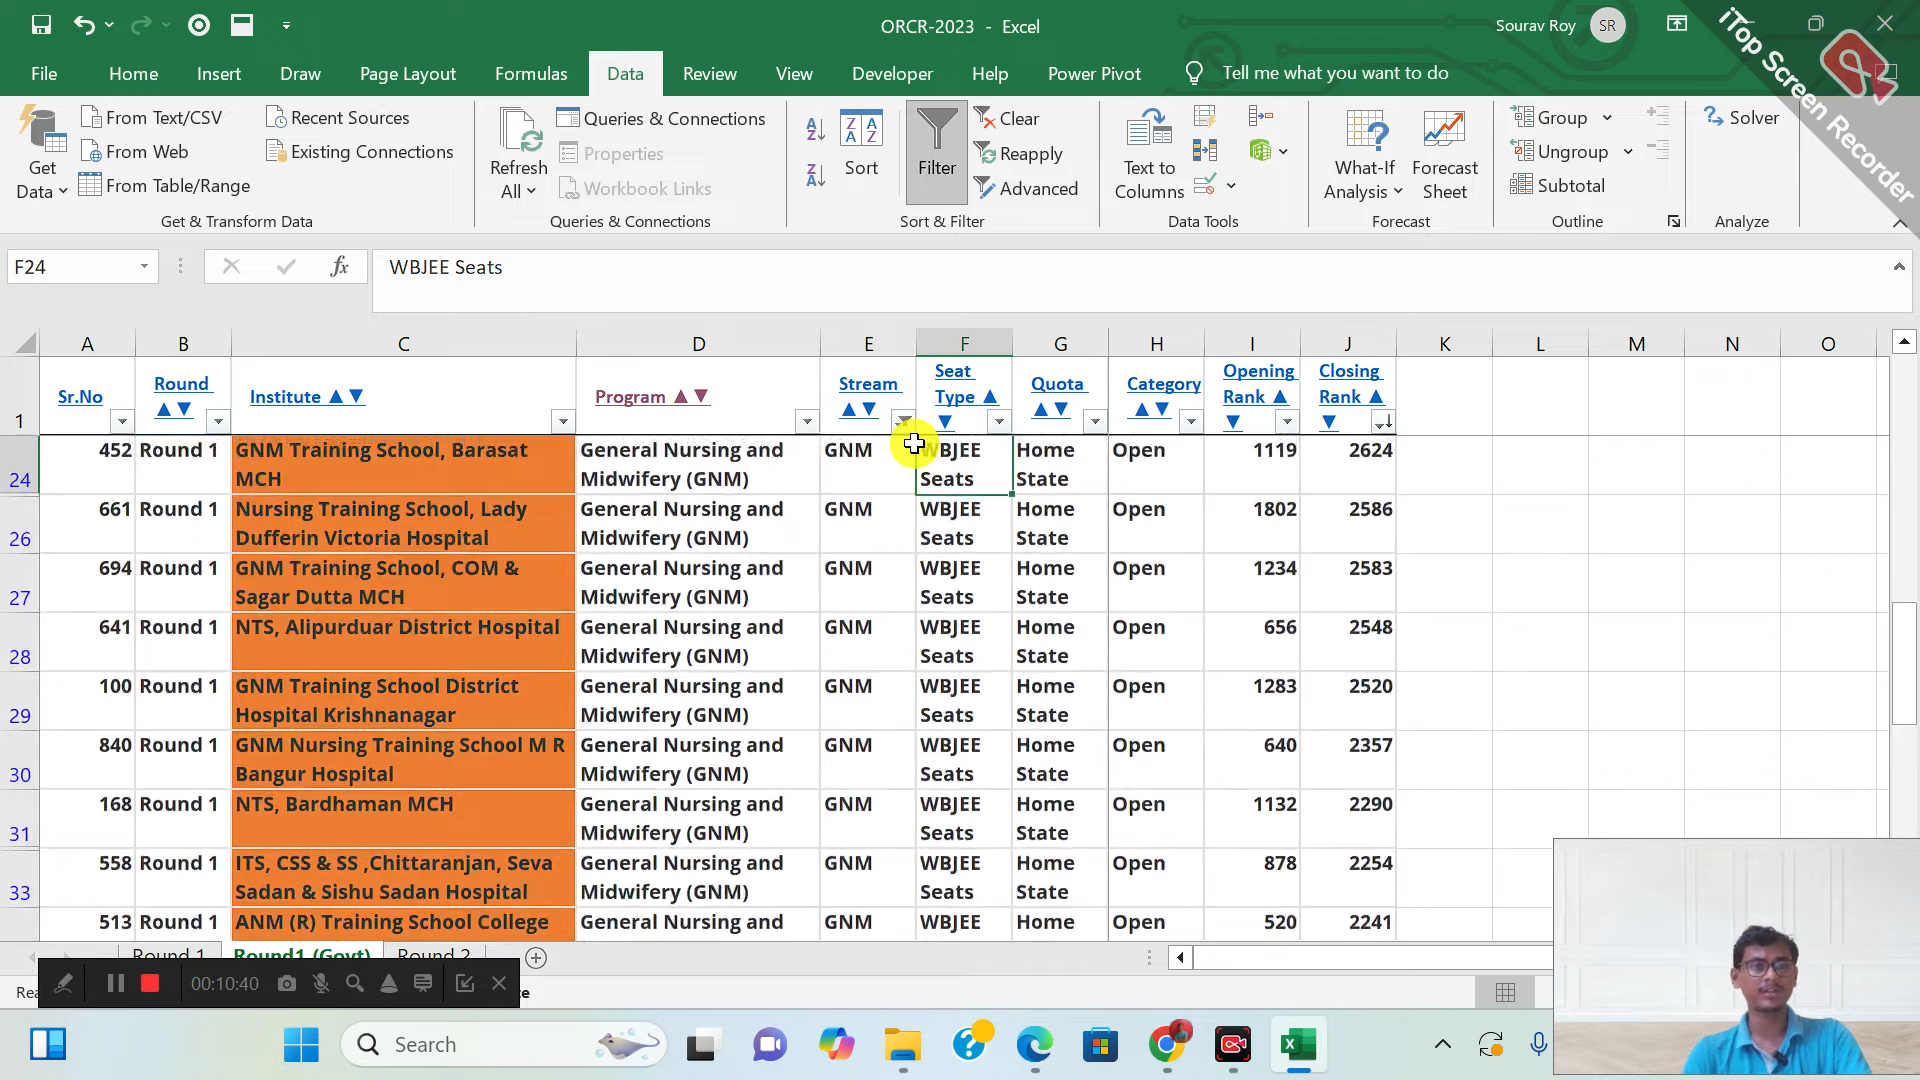 ORCR-2023 - Excel
Sourav Roy SR
iTop Screen Recorder
File Home Insert Draw Page Layout Formulas Data Review View Developer Help Power Pivot Tell me what you want to do
Get Data
From Text/CSV
From Web
From Table/Range
Recent Sources
Existing Connections
Get & Transform Data
Refresh All
Queries & Connections
Properties
Workbook Links
Queries & Connections
Sort
Filter
Clear
Reapply
Advanced
Sort & Filter
Text to Columns
Data Tools
What-If Analysis
Forecast Sheet
Forecast
Group
Ungroup
Subtotal
Outline
Solver
Analyze
F24 fx WBJEE Seats
A B C D E F G H I J K L M N O
1 Sr.No Round Institute Program Stream Seat Type Quota Category Opening Rank Closing Rank
24 452 Round 1 GNM Training School, Barasat MCH General Nursing and Midwifery (GNM) GNM WBJEE Seats Home State Open 1119 2624
26 661 Round 1 Nursing Training School, Lady Dufferin Victoria Hospital General Nursing and Midwifery (GNM) GNM WBJEE Seats Home State Open 1802 2586
27 694 Round 1 GNM Training School, COM & Sagar Dutta MCH General Nursing and Midwifery (GNM) GNM WBJEE Seats Home State Open 1234 2583
28 641 Round 1 NTS, Alipurduar District Hospital General Nursing and Midwifery (GNM) GNM WBJEE Seats Home State Open 656 2548
29 100 Round 1 GNM Training School District Hospital Krishnanagar General Nursing and Midwifery (GNM) GNM WBJEE Seats Home State Open 1283 2520
30 840 Round 1 GNM Nursing Training School M R Bangur Hospital General Nursing and Midwifery (GNM) GNM WBJEE Seats Home State Open 640 2357
31 168 Round 1 NTS, Bardhaman MCH General Nursing and Midwifery (GNM) GNM WBJEE Seats Home State Open 1132 2290
33 558 Round 1 ITS, CSS & SS ,Chittaranjan, Seva Sadan & Sishu Sadan Hospital General Nursing and Midwifery (GNM) GNM WBJEE Seats Home State Open 878 2254
513 Round 1 ANM (R) Training School College General Nursing and GNM WBJEE Home Open 520 2241
Round 1 Round1 (Govt) Round 2
00:10:40
Search